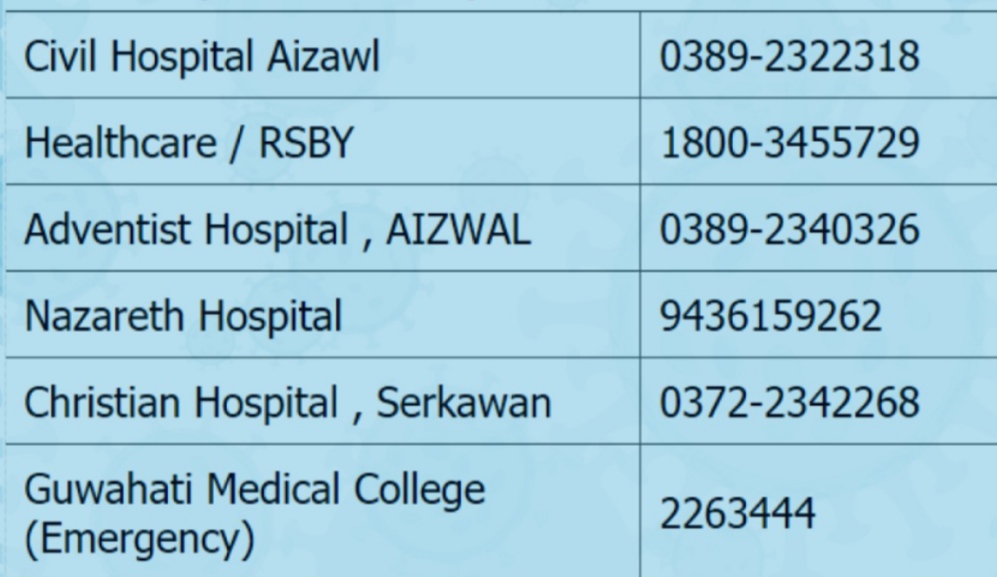 Civil Hospital Aizawl 0389-2322318
Healthcare / RSBY 1800-3455729
Adventist Hospital , AIZWAL 0389-2340326
Nazareth Hospital 9436159262
Christian Hospital , Serkawan 0372-2342268
Guwahati Medical College
(Emergency) 2263444